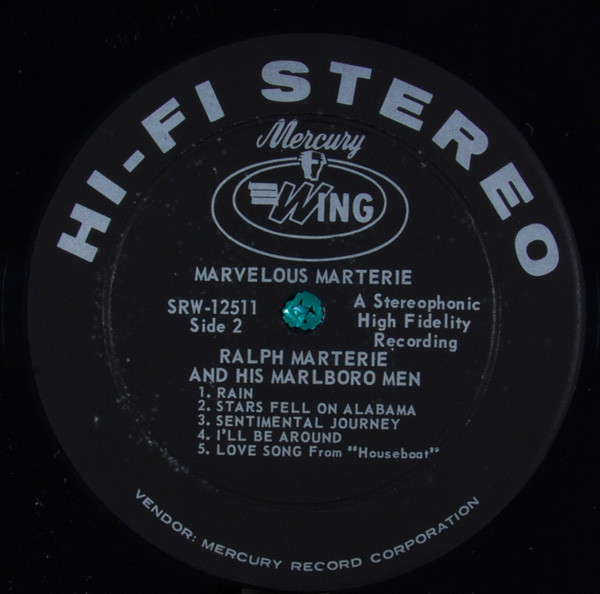 HI-FI STEREO
Mercury
WING
MARVELOUS MARTERIE
SRW-12511
Side 2
A Stereophonic
High Fidelity
Recording
RALPH MARTERIE
AND HIS MARLBORO MEN
1. RAIN
2. STARS FELL ON ALABAMA
3. SENTIMENTAL JOURNEY
4. I'LL BE AROUND
5. LOVE SONG From "Houseboat"
VENDOR: MERCURY RECORD CORPORATION